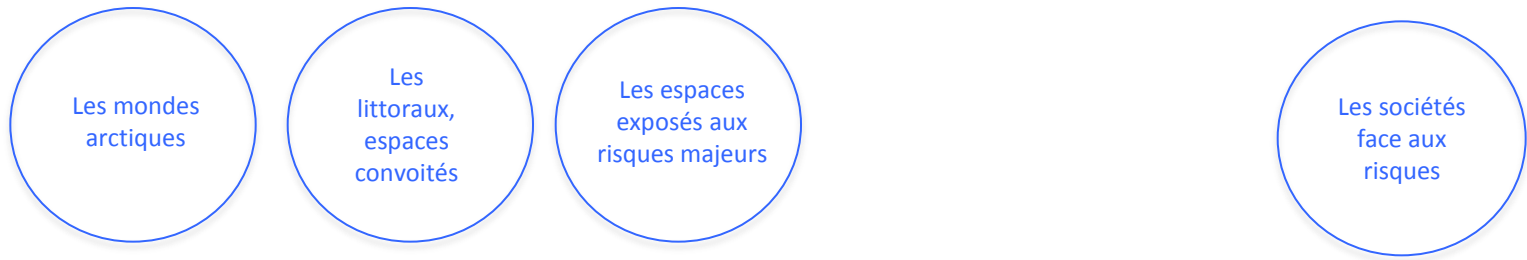 Les mondes
arctiques
Les
littoraux,
espaces
convoités
Les espaces
exposés aux
risques majeurs
Les sociétés
face aux
risques